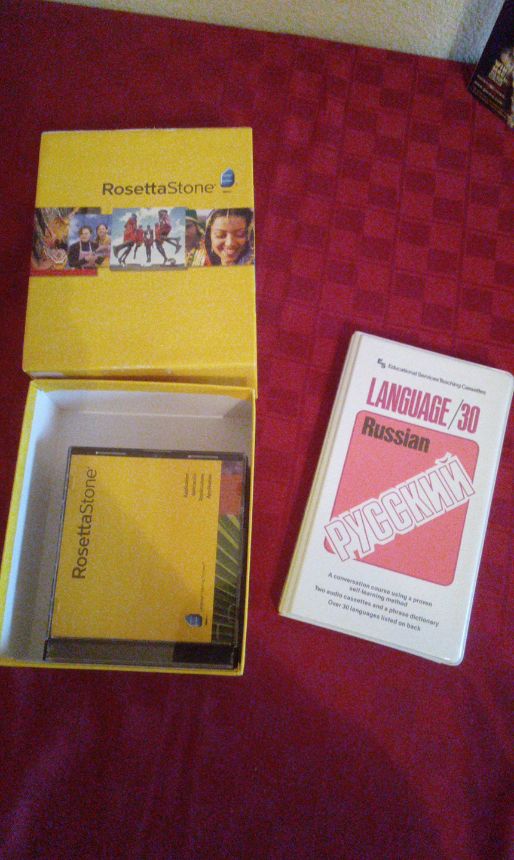 RosettaStone
RosettaStone
ES Educational Services Teaching Cassettes
LANGUAGE/30
Russian
РУССКИЙ
A conversation course using a proven
self-learning method
Two audio cassettes and a phrase dictionary
Over 30 languages listed on back